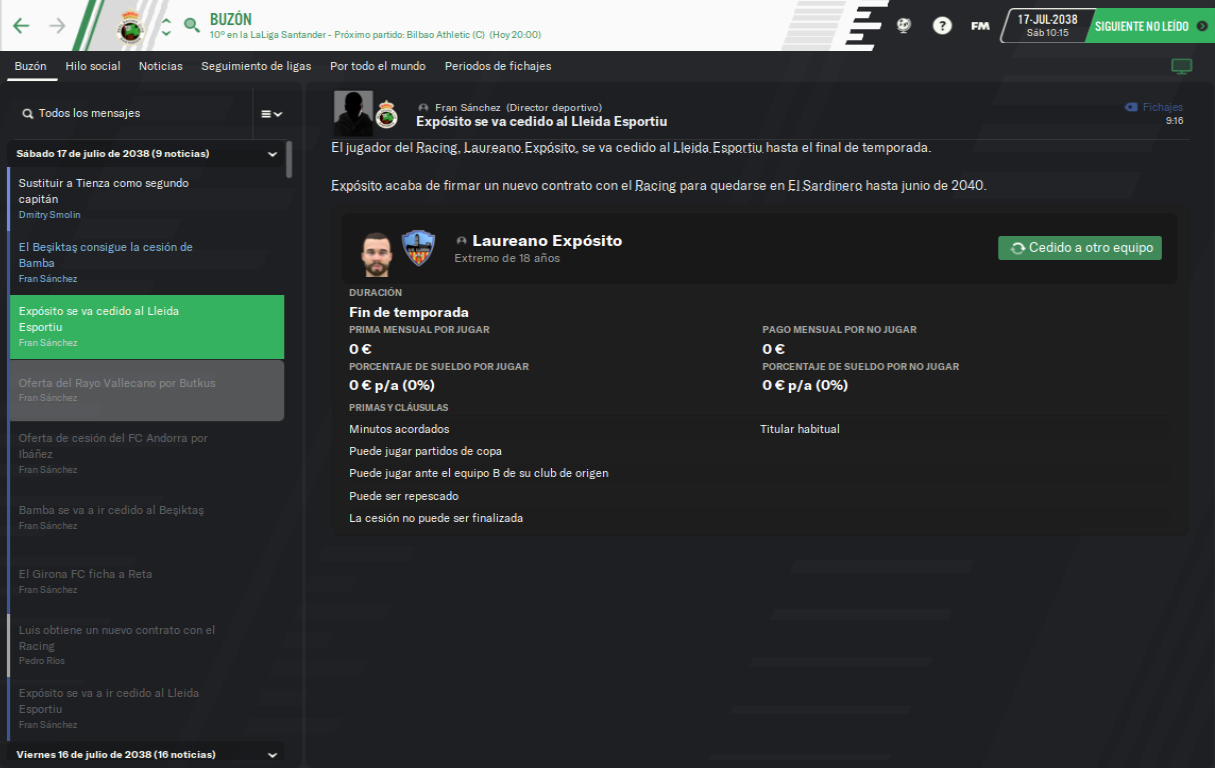 BUZÓN
10º en la LaLiga Santander - Próximo partido: Bilbao Athletic (C) (Hoy 20:00)
?
FM
17-JUL-2038
Sáb 10:15
SIGUIENTE NO LEÍDO
Buzón
Hilo social
Noticias
Seguimiento de ligas
Por todo el mundo
Periodos de fichajes
Todos los mensajes
Sábado 17 de julio de 2038 (9 noticias)
Sustituir a Tienza como segundo
capitán
Dmitry Smolin
El Beşiktaş consigue la cesión de
Bamba
Fran Sánchez
Expósito se va cedido al Lleida
Esportiu
Fran Sánchez
Oferta del Rayo Vallecano por Butkus
Fran Sánchez
Oferta de cesión del FC Andorra por
Ibáñez
Fran Sánchez
Bamba se va a ir cedido al Beşiktaş
Fran Sánchez
El Girona FC ficha a Reta
Fran Sánchez
Luis obtiene un nuevo contrato con el
Racing
Pedro Ríos
Expósito se va a ir cedido al Lleida
Esportiu
Fran Sánchez
Viernes 16 de julio de 2038 (16 noticias)
Fran Sánchez (Director deportivo)
Expósito se va cedido al Lleida Esportiu
Fichajes
9:16
El jugador del Racing, Laureano Expósito, se va cedido al Lleida Esportiu hasta el final de temporada.
Expósito acaba de firmar un nuevo contrato con el Racing para quedarse en El Sardinero hasta junio de 2040.
Laureano Expósito
Extremo de 18 años
Cedido a otro equipo
DURACIÓN
Fin de temporada
PRIMA MENSUAL POR JUGAR
PAGO MENSUAL POR NO JUGAR
0 €
0 €
PORCENTAJE DE SUELDO POR JUGAR
PORCENTAJE DE SUELDO POR NO JUGAR
0 € p/a (0%)
0 € p/a (0%)
PRIMAS Y CLÁUSULAS
Minutos acordados
Titular habitual
Puede jugar partidos de copa
Puede jugar ante el equipo B de su club de origen
Puede ser repescado
La cesión no puede ser finalizada